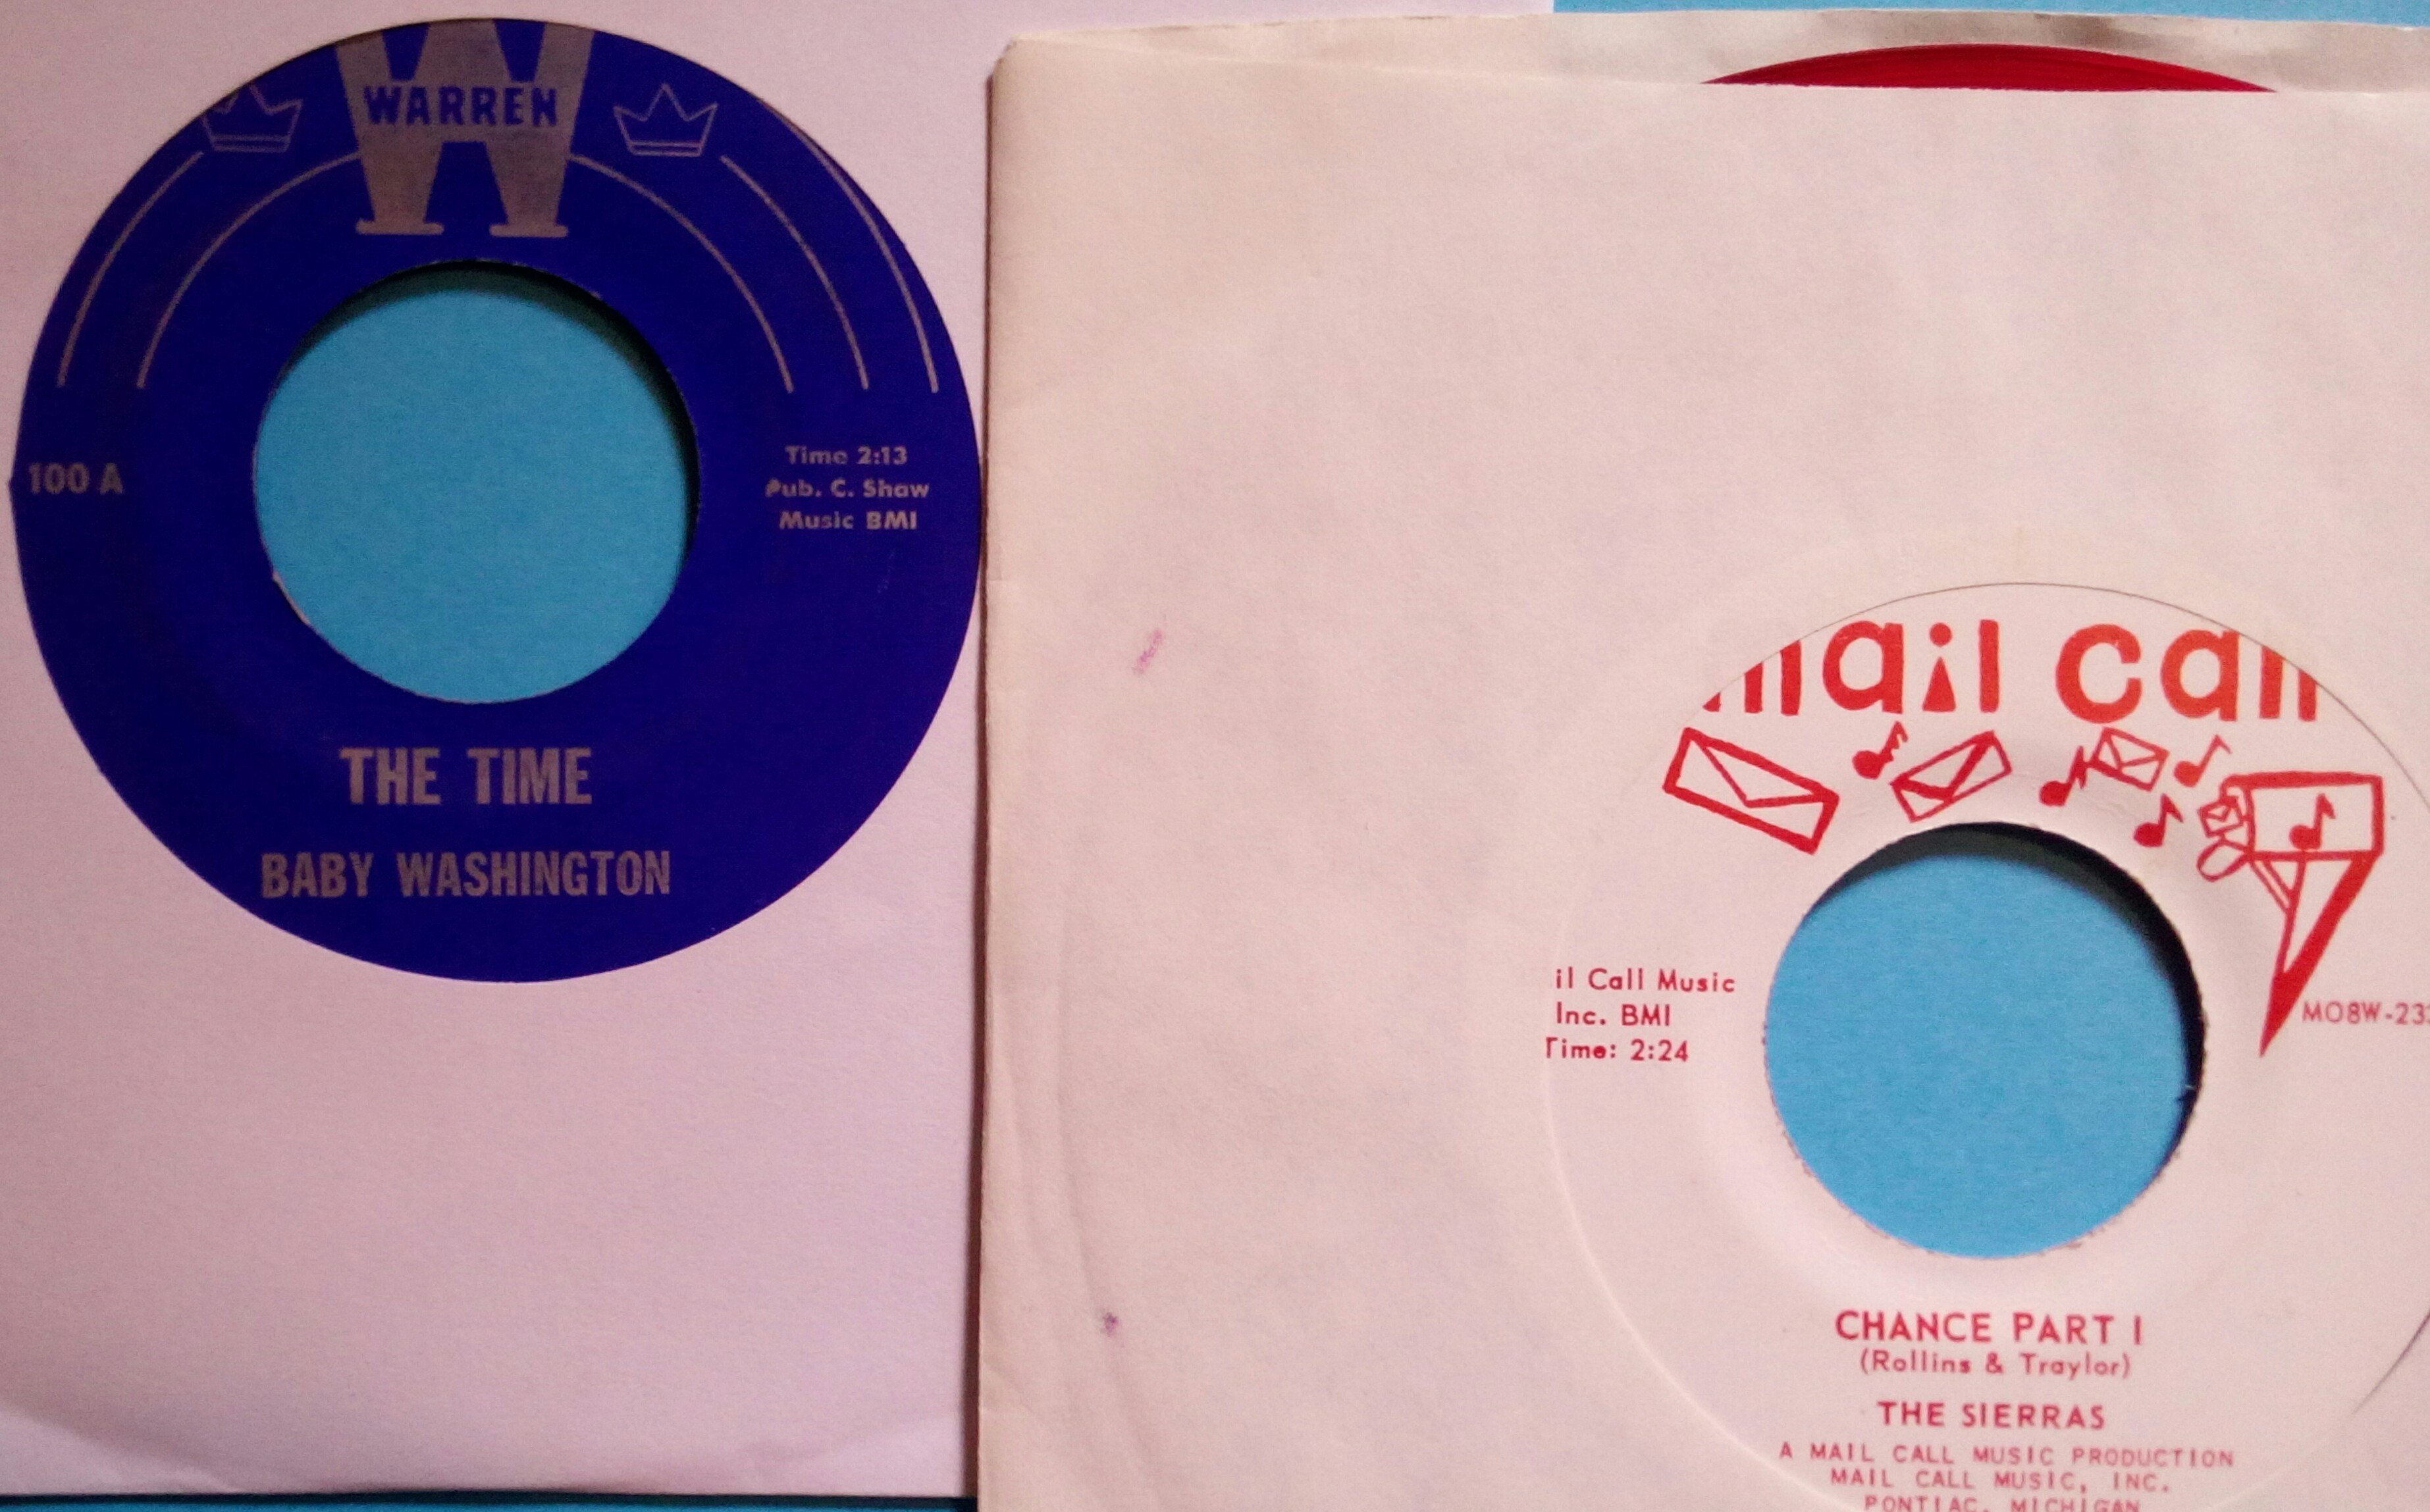 WARREN
100 A
Time 2:13
Pub. C. Shaw
Music BMI
THE TIME
BABY WASHINGTON
mail call
il Call Music
Inc. BMI
Time: 2:24
MO8W-23
CHANCE PART I
(Rollins & Traylor)
THE SIERRAS
A MAIL CALL MUSIC PRODUCTION
MAIL CALL MUSIC, INC.
PONTIAC, MICHIGAN